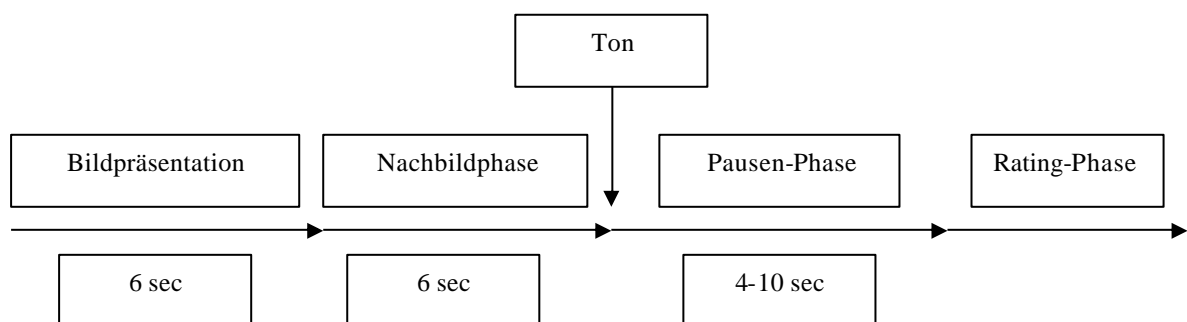 Ton
Bildpräsentation
Nachbildphase
Pausen-Phase
Rating-Phase
6 sec
6 sec
4-10 sec